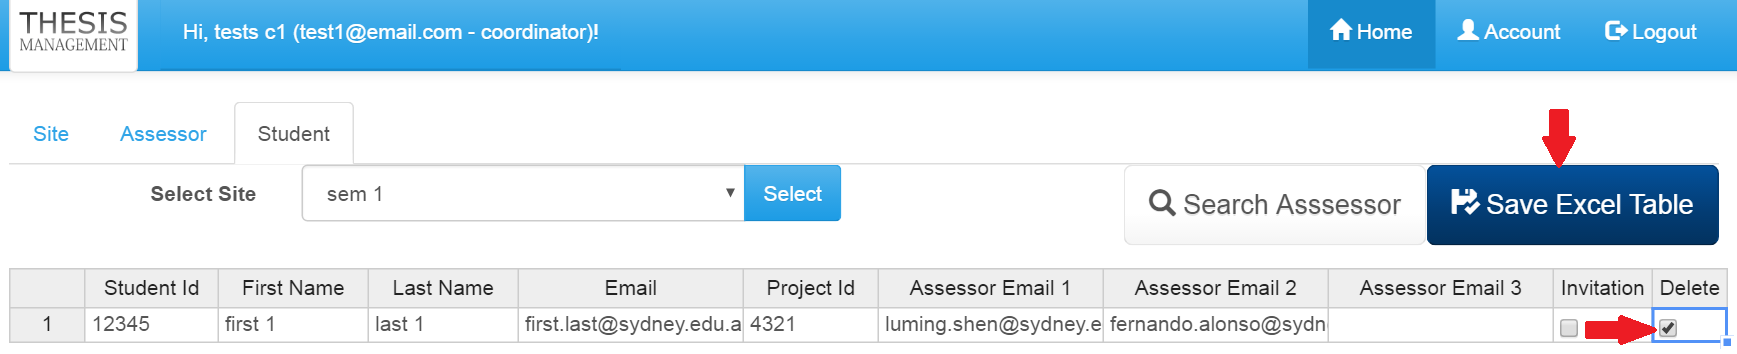 THESIS
MANAGEMENT
Hi, tests c1 (test1@email.com - coordinator)!
Home
Account
Logout
Site
Assessor
Student
Select Site
sem 1
Select
Search Asssessor
Save Excel Table
Student Id First Name Last Name Email Project Id Assessor Email 1 Assessor Email 2 Assessor Email 3 Invitation Delete
1 12345 first 1 last 1 first.last@sydney.edu.a 4321 luming.shen@sydney.e fernando.alonso@sydn